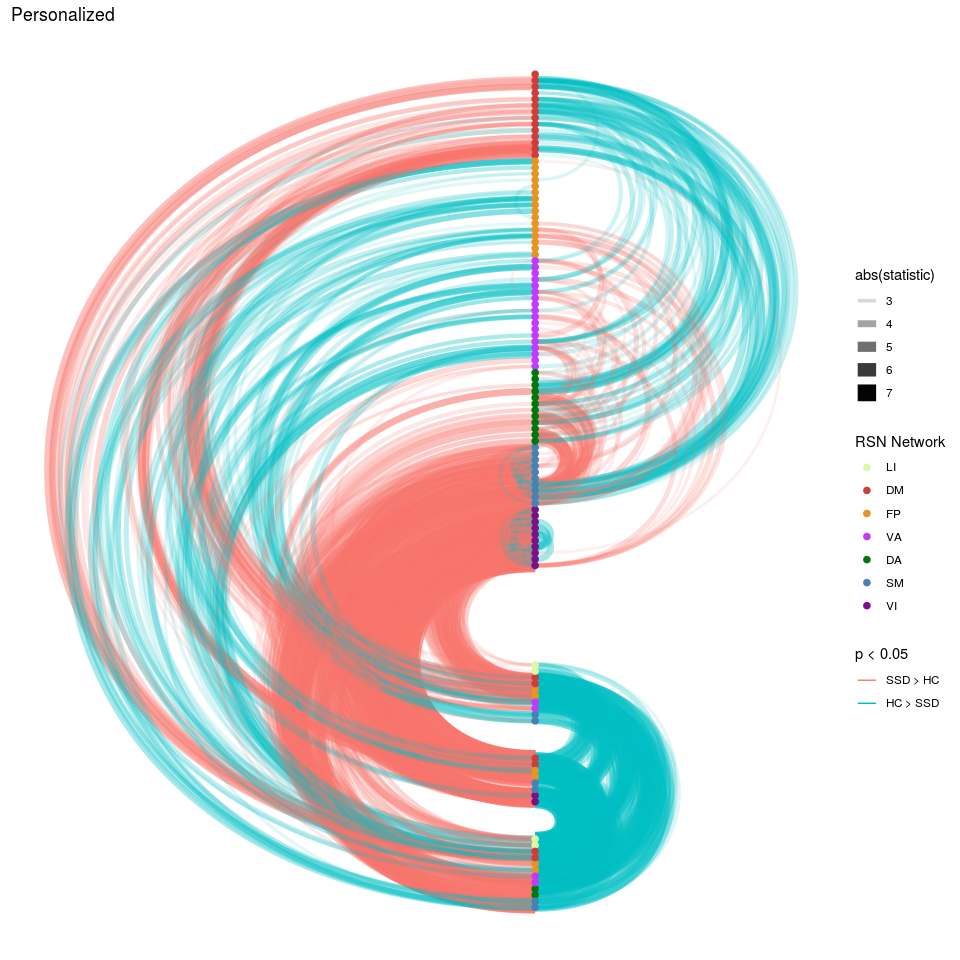 Personalized
abs(statistic)
3
4
5
6
7
RSN Network
LI
DM
FP
VA
DA
SM
VI
p < 0.05
SSD > HC
HC > SSD